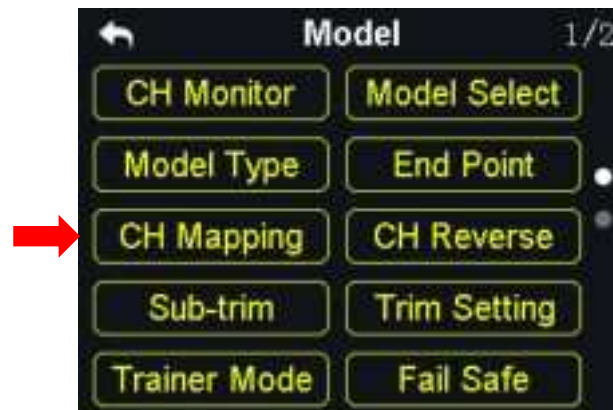 Model 1/2
CH Monitor Model Select
Model Type End Point
CH Mapping CH Reverse
Sub-trim Trim Setting
Trainer Mode Fail Safe